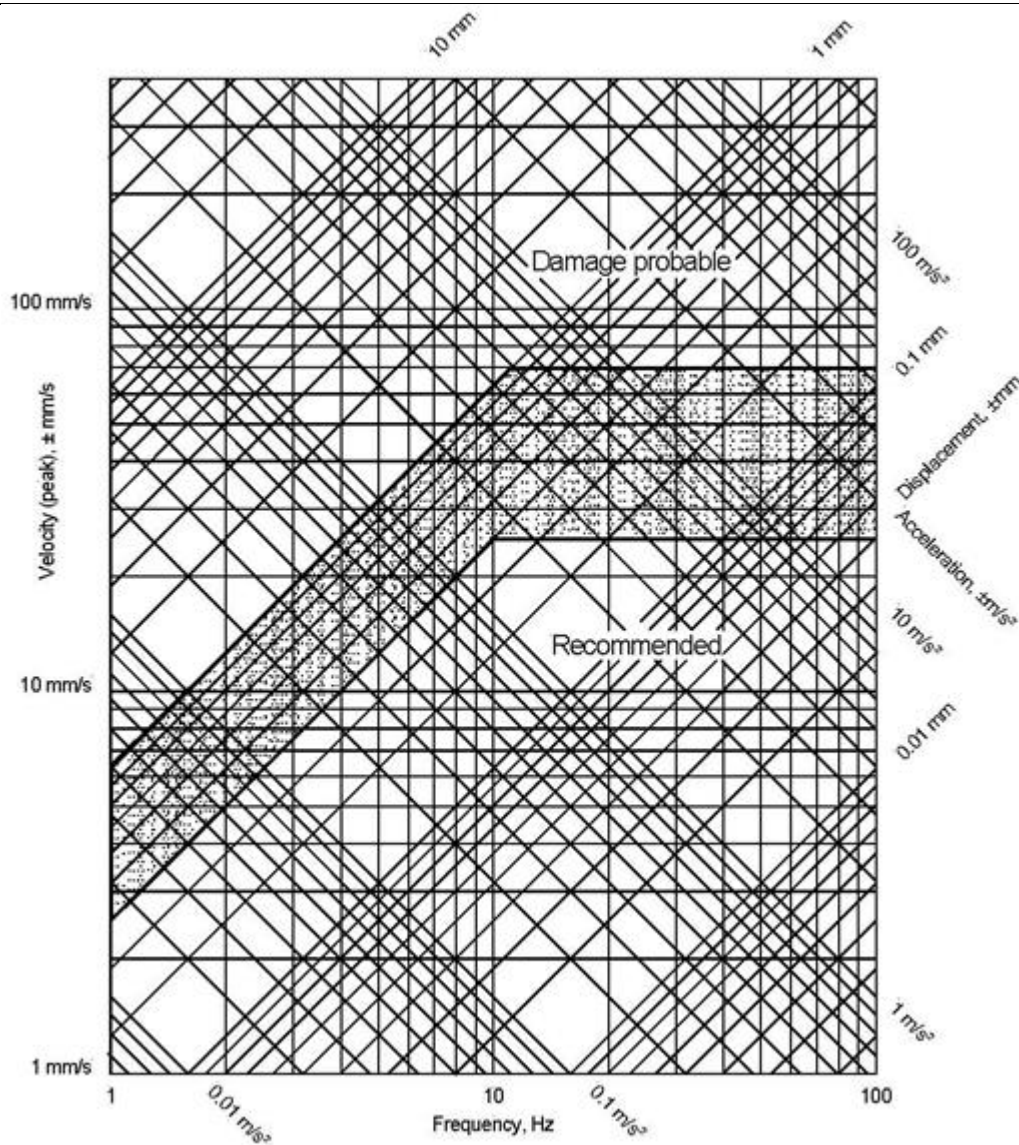 10 mm
1 mm
Damage probable
100 m/s²
100 mm/s
0.1 mm
Displacement, ±mm
Velocity (peak), ± mm/s
Acceleration, ±m/s²
Recommended
10 m/s²
10 mm/s
0.01 mm
1 m/s²
1 mm/s
1
0.01 m/s²
10
0.1 m/s²
100
Frequency, Hz